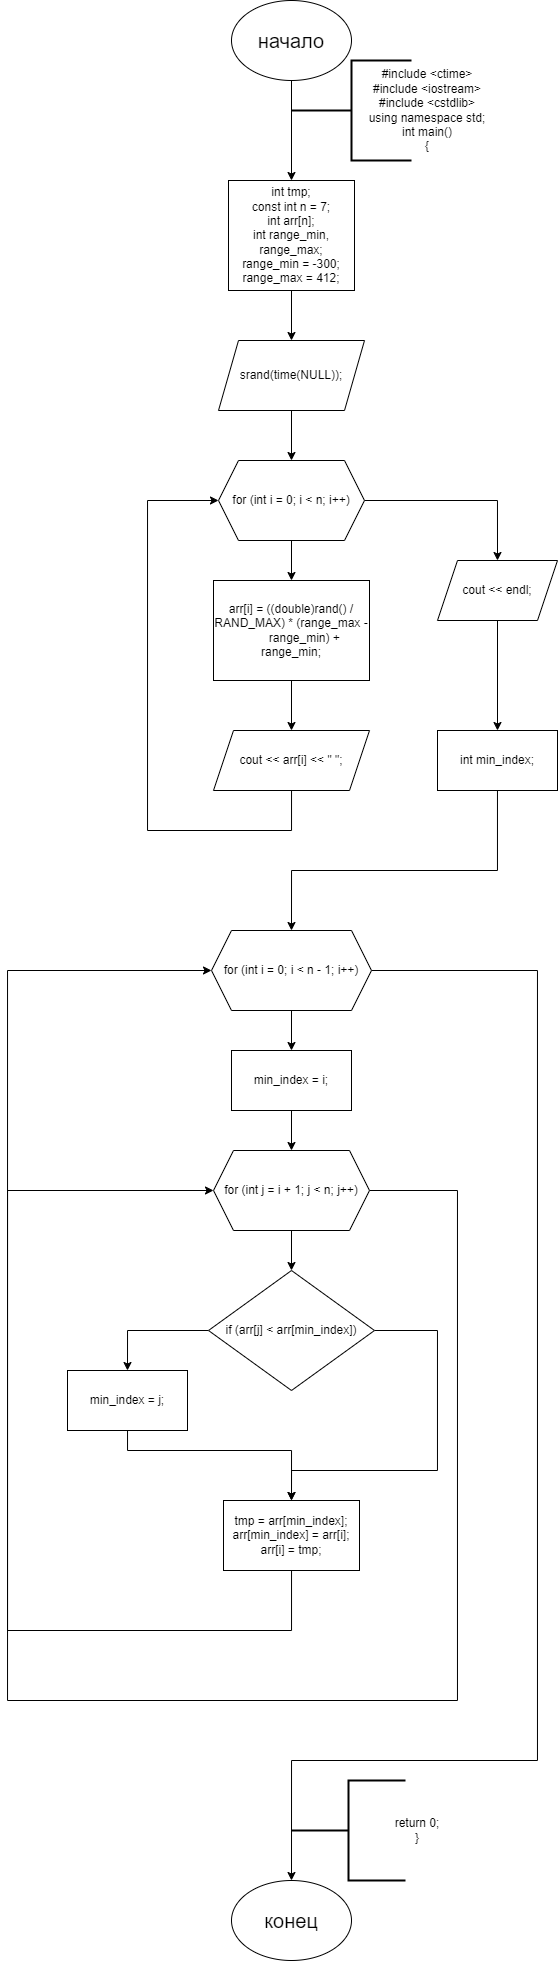 начало
#include <ctime>
#include <iostream>
#include <cstdlib>
using namespace std;
int main()
{
int tmp;
const int n = 7;
int arr[n];
int range_min,
range_max;
range_min = -300;
range_max = 412;
srand(time(NULL));
for (int i = 0; i < n; i++)
arr[i] = ((double)rand() /
RAND_MAX) * (range_max -
range_min) +
range_min;
cout << endl;
cout << arr[i] << " ";
int min_index;
for (int i = 0; i < n - 1; i++)
min_index = i;
for (int j = i + 1; j < n; j++)
if (arr[j] < arr[min_index])
min_index = j;
tmp = arr[min_index];
arr[min_index] = arr[i];
arr[i] = tmp;
return 0;
}
конец